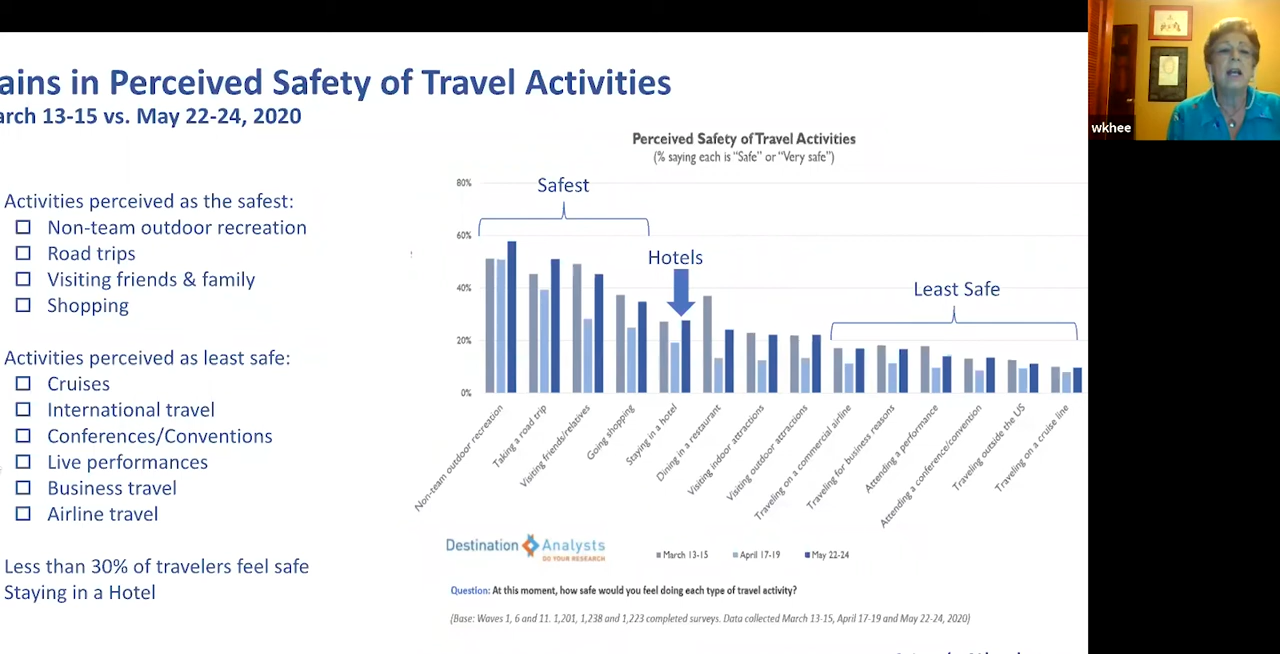 ains in Perceived Safety of Travel Activities
arch 13-15 vs. May 22-24, 2020
wkhee
Activities perceived as the safest:
Non-team outdoor recreation
Road trips
Visiting friends & family
Shopping
Activities perceived as least safe:
Cruises
International travel
Conferences/Conventions
Live performances
Business travel
Airline travel
Less than 30% of travelers feel safe
Staying in a Hotel
Perceived Safety of Travel Activities
(% saying each is “Safe” or “Very safe”)
80%
60%
40%
20%
0%
Safest
Hotels
Least Safe
Non-team outdoor recreation
Taking a road trip
Visiting friends/relatives
Going shopping
Staying in a hotel
Dining in a restaurant
Visiting indoor attractions
Visiting outdoor attractions
Traveling on a commercial airline
Traveling for business reasons
Attending a performance
Attending a conference/convention
Traveling outside the US
Traveling on a cruise line
Destination Analysts
DO YOUR RESEARCH
March 13-15
April 17-19
May 22-24
Question: At this moment, how safe would you feel doing each type of travel activity?
(Base: Waves 1, 6 and 11. 1,201, 1,238 and 1,223 completed surveys. Data collected March 13-15, April 17-19 and May 22-24, 2020)